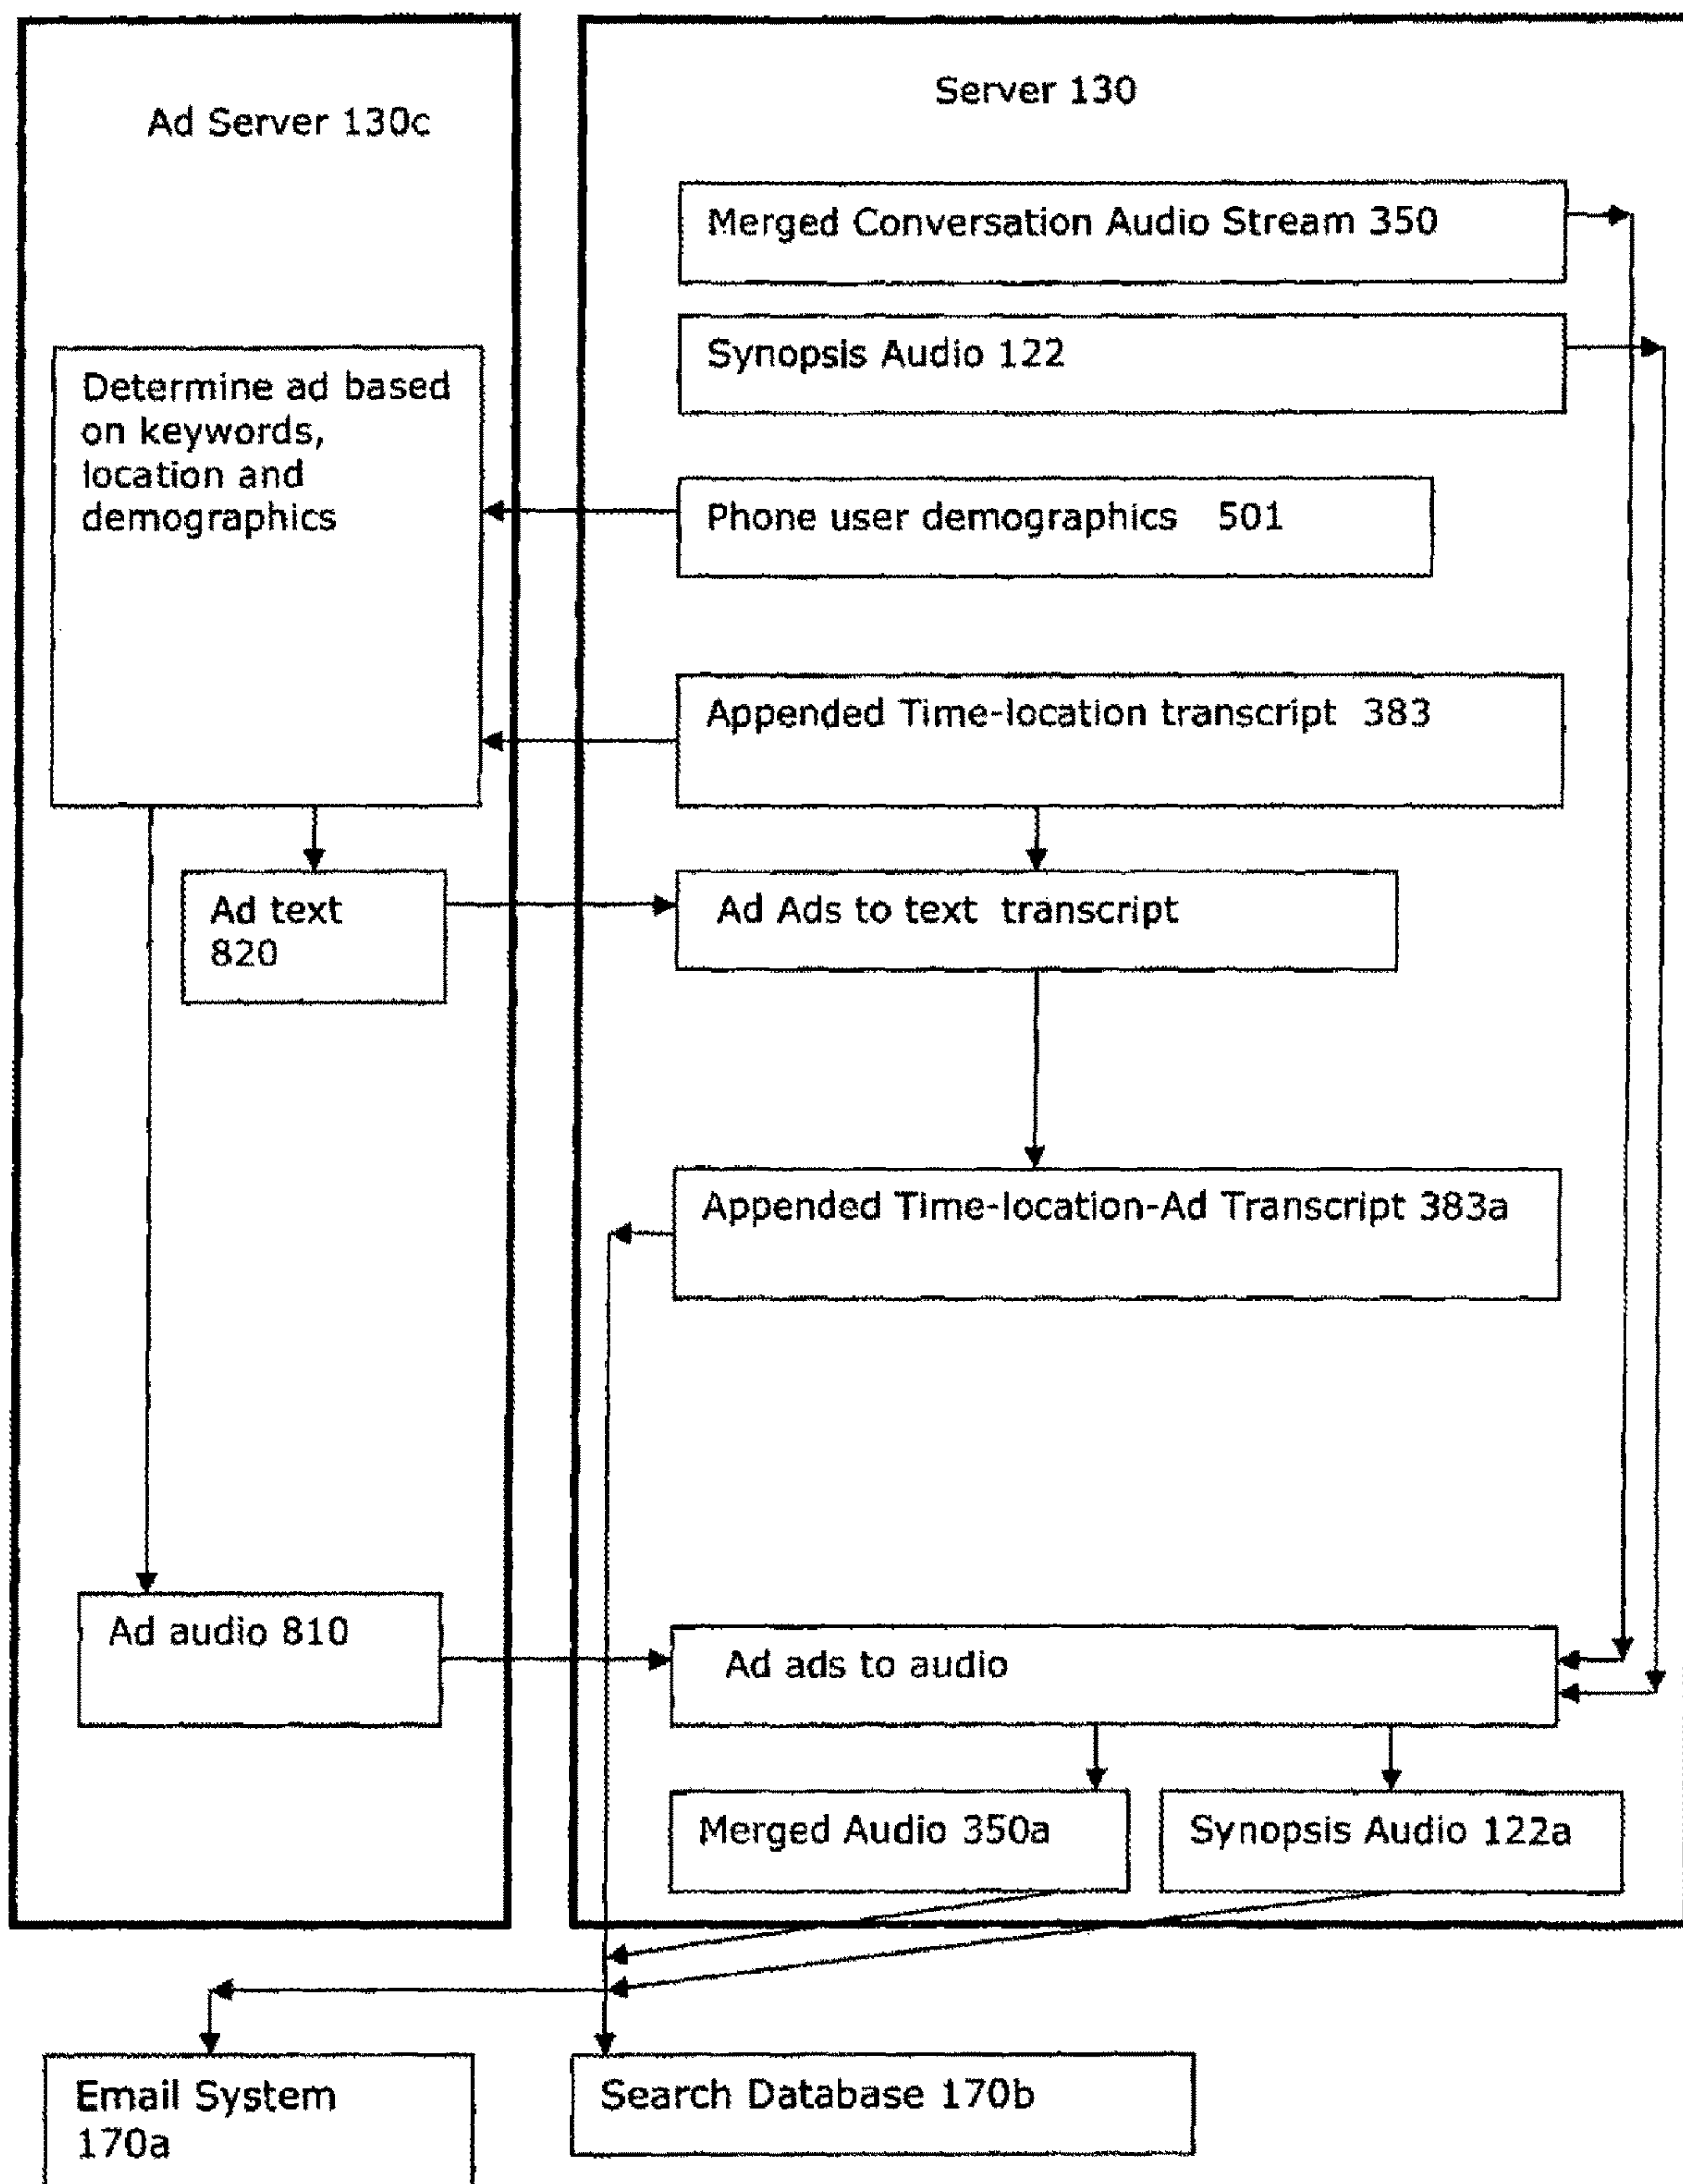 Ad Server 130c
Server 130
Merged Conversation Audio Stream 350
Synopsis Audio 122
Determine ad based
on keywords,
location and
demographics
Phone user demographics 501
Appended Time-location transcript 383
Ad text
820
Ad Ads to text transcript
Appended Time-location-Ad Transcript 383a
Ad audio 810
Ad ads to audio
Merged Audio 350a
Synopsis Audio 122a
Email System
170a
Search Database 170b